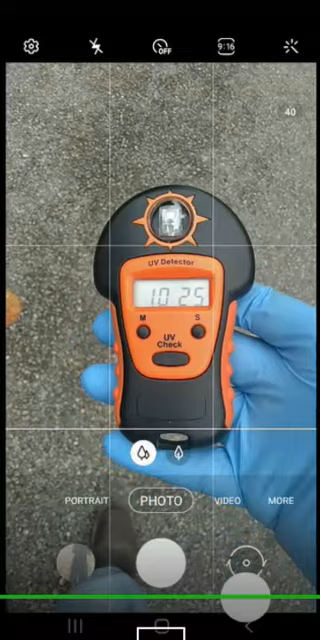 OFF
9:16
40
UV Detector
10 25
M S
UV
Check
PORTRAIT PHOTO VIDEO MORE